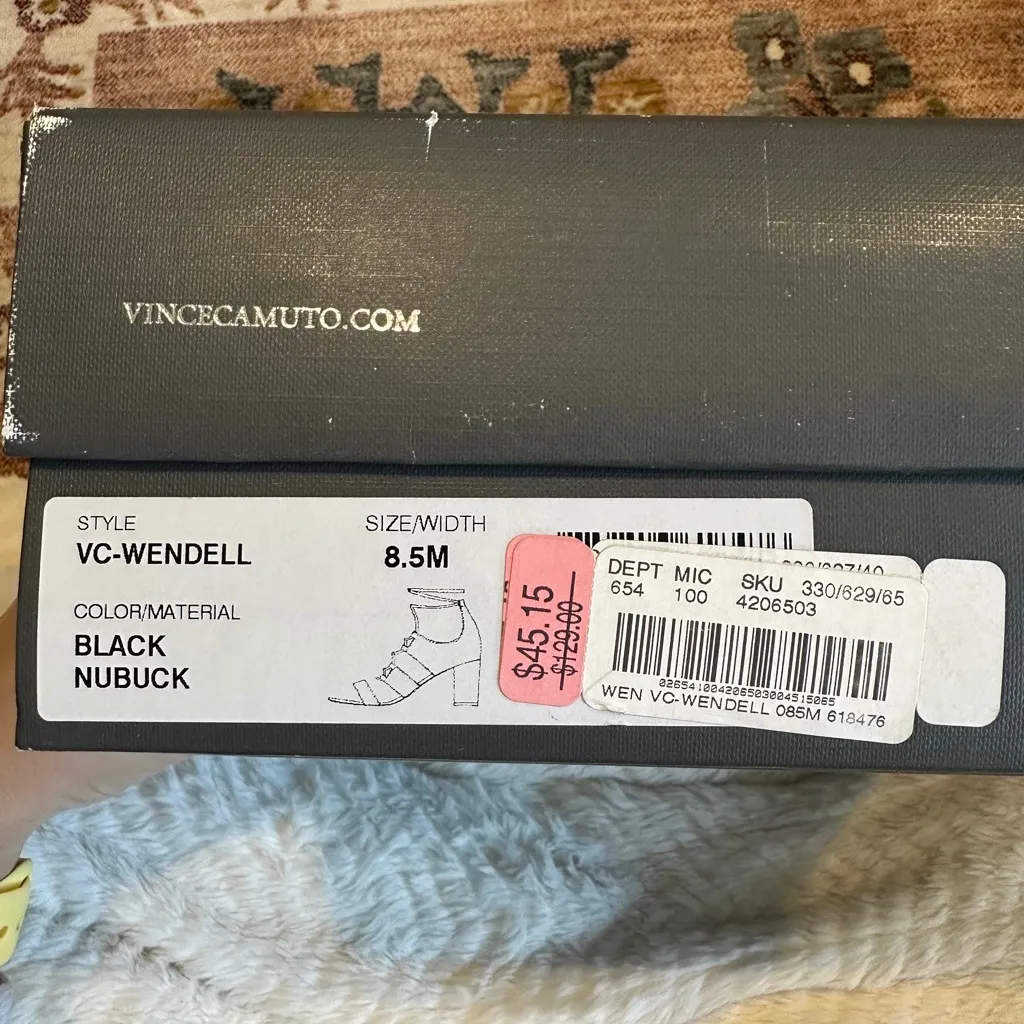 VINCECAMUTO.COM
STYLE
VC-WENDELL
SIZE/WIDTH
8.5M
COLOR/MATERIAL
BLACK
NUBUCK
$45.15
$129.00
DEPT MIC SKU 330/629/65
654 100 4206503
026541004206503004515065
WEN VC-WENDELL 085M 618476